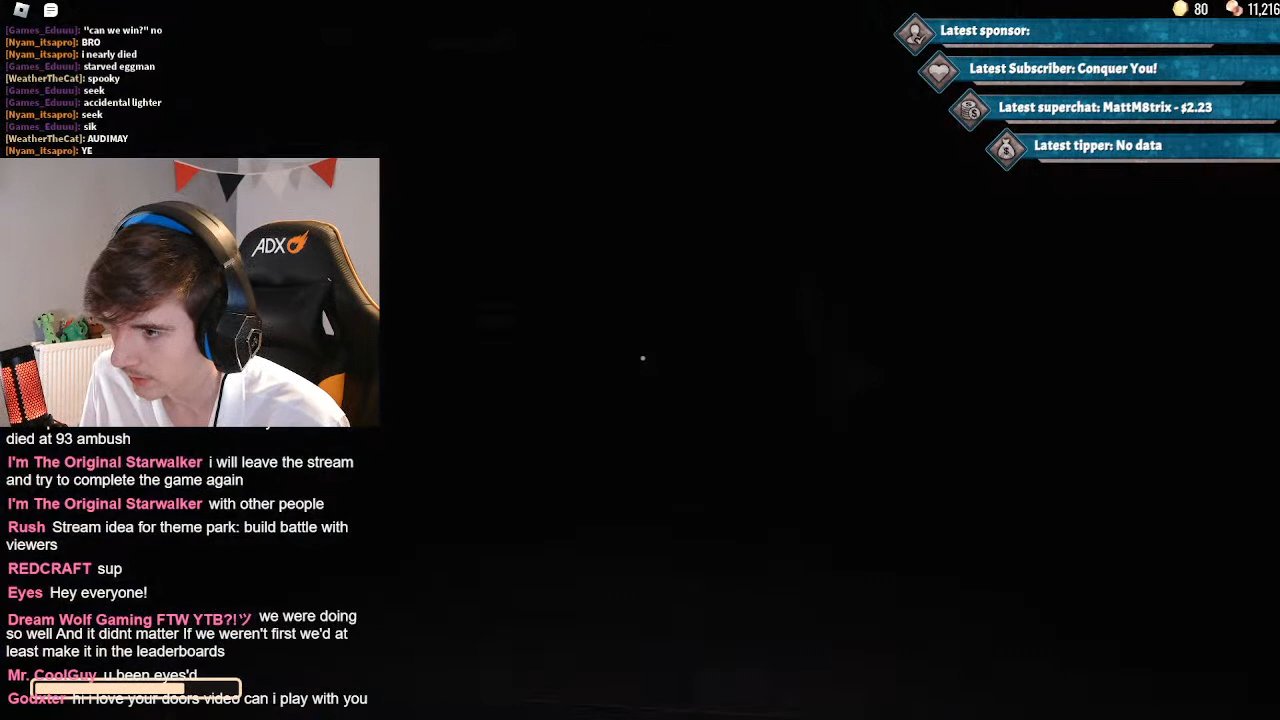 80
11,216
[Games_Eduuu]: "can we win?" no
[Nyam_itsapro]: BRO
[Nyam_itsapro]: i nearly died
[Games_Eduuu]: starved eggman
[WeatherTheCat]: spooky
[Games_Eduuu]: seek
[Games_Eduuu]: accidental lighter
[Nyam_itsapro]: seek
[Games_Eduuu]: sik
[WeatherTheCat]: AUDIMAY
[Nyam_itsapro]: YE
Latest sponsor:
Latest Subscriber: Conquer You!
Latest superchat: MattM8trix - $2.23
Latest tipper: No data
ADX
died at 93 ambush
I'm The Original Starwalker i will leave the stream
and try to complete the game again
I'm The Original Starwalker with other people
Rush Stream idea for theme park: build battle with
viewers
REDCRAFT sup
Eyes Hey everyone!
Dream Wolf Gaming FTW YTB?!ツ we were doing
so well And it didnt matter If we weren't first we'd at
least make it in the leaderboards
Mr. CoolGuy u been eyes'd
Godxter hi i love your doors video can i play with you